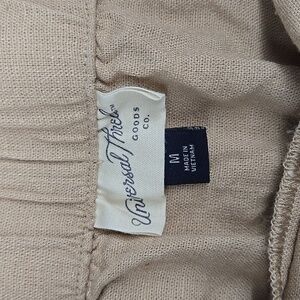 Universal Thread
GOODS
CO.
M
MADE IN
VIETNAM